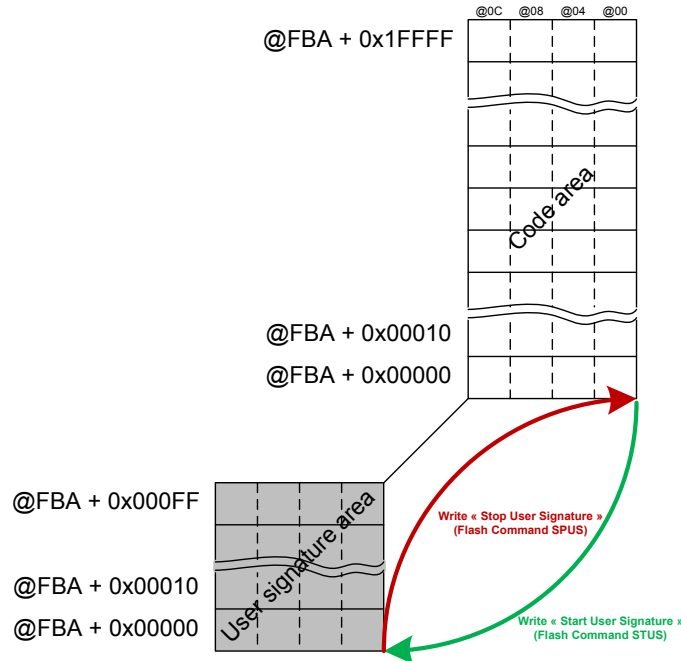 @0C @08 @04 @00
@FBA + 0x1FFFF
Code area
@FBA + 0x00010
@FBA + 0x00000
@FBA + 0x000FF
User signature area
Write « Stop User Signature »
(Flash Command SPUS)
@FBA + 0x00010
@FBA + 0x00000
Write « Start User Signature »
(Flash Command STUS)